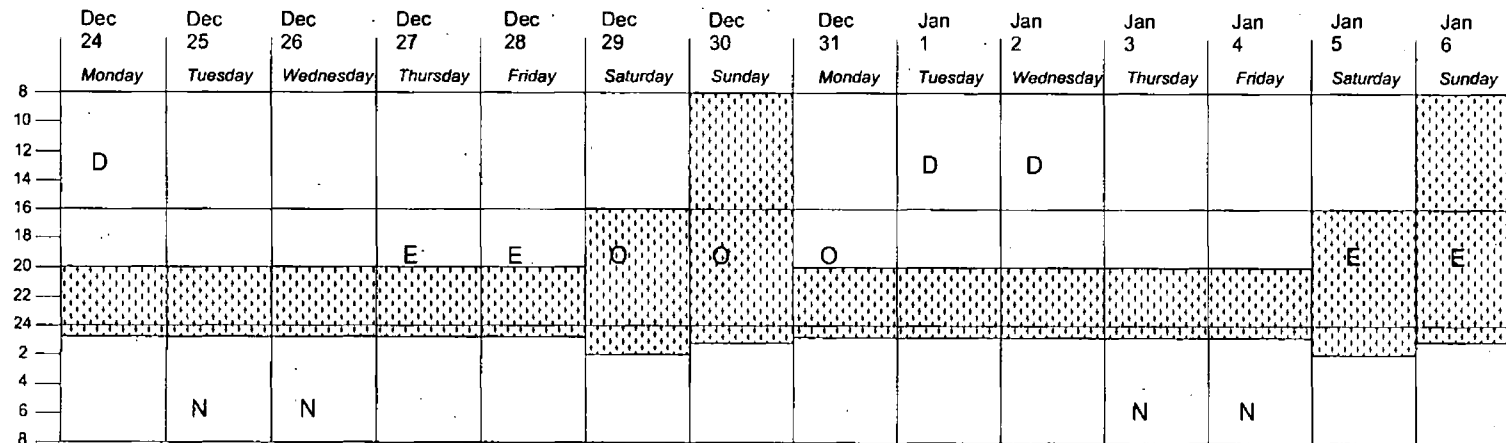 Dec Dec Dec Dec Dec Dec Dec Dec Jan Jan Jan Jan Jan Jan
24 25 26 27 28 29 30 31 1 2 3 4 5 6
Monday Tuesday Wednesday Thursday Friday Saturday Sunday Monday Tuesday Wednesday Thursday Friday Saturday Sunday
8
10
12
D D D
14
16
18
E E O O O E E
20
22
24
2
4
6 N N N N
8